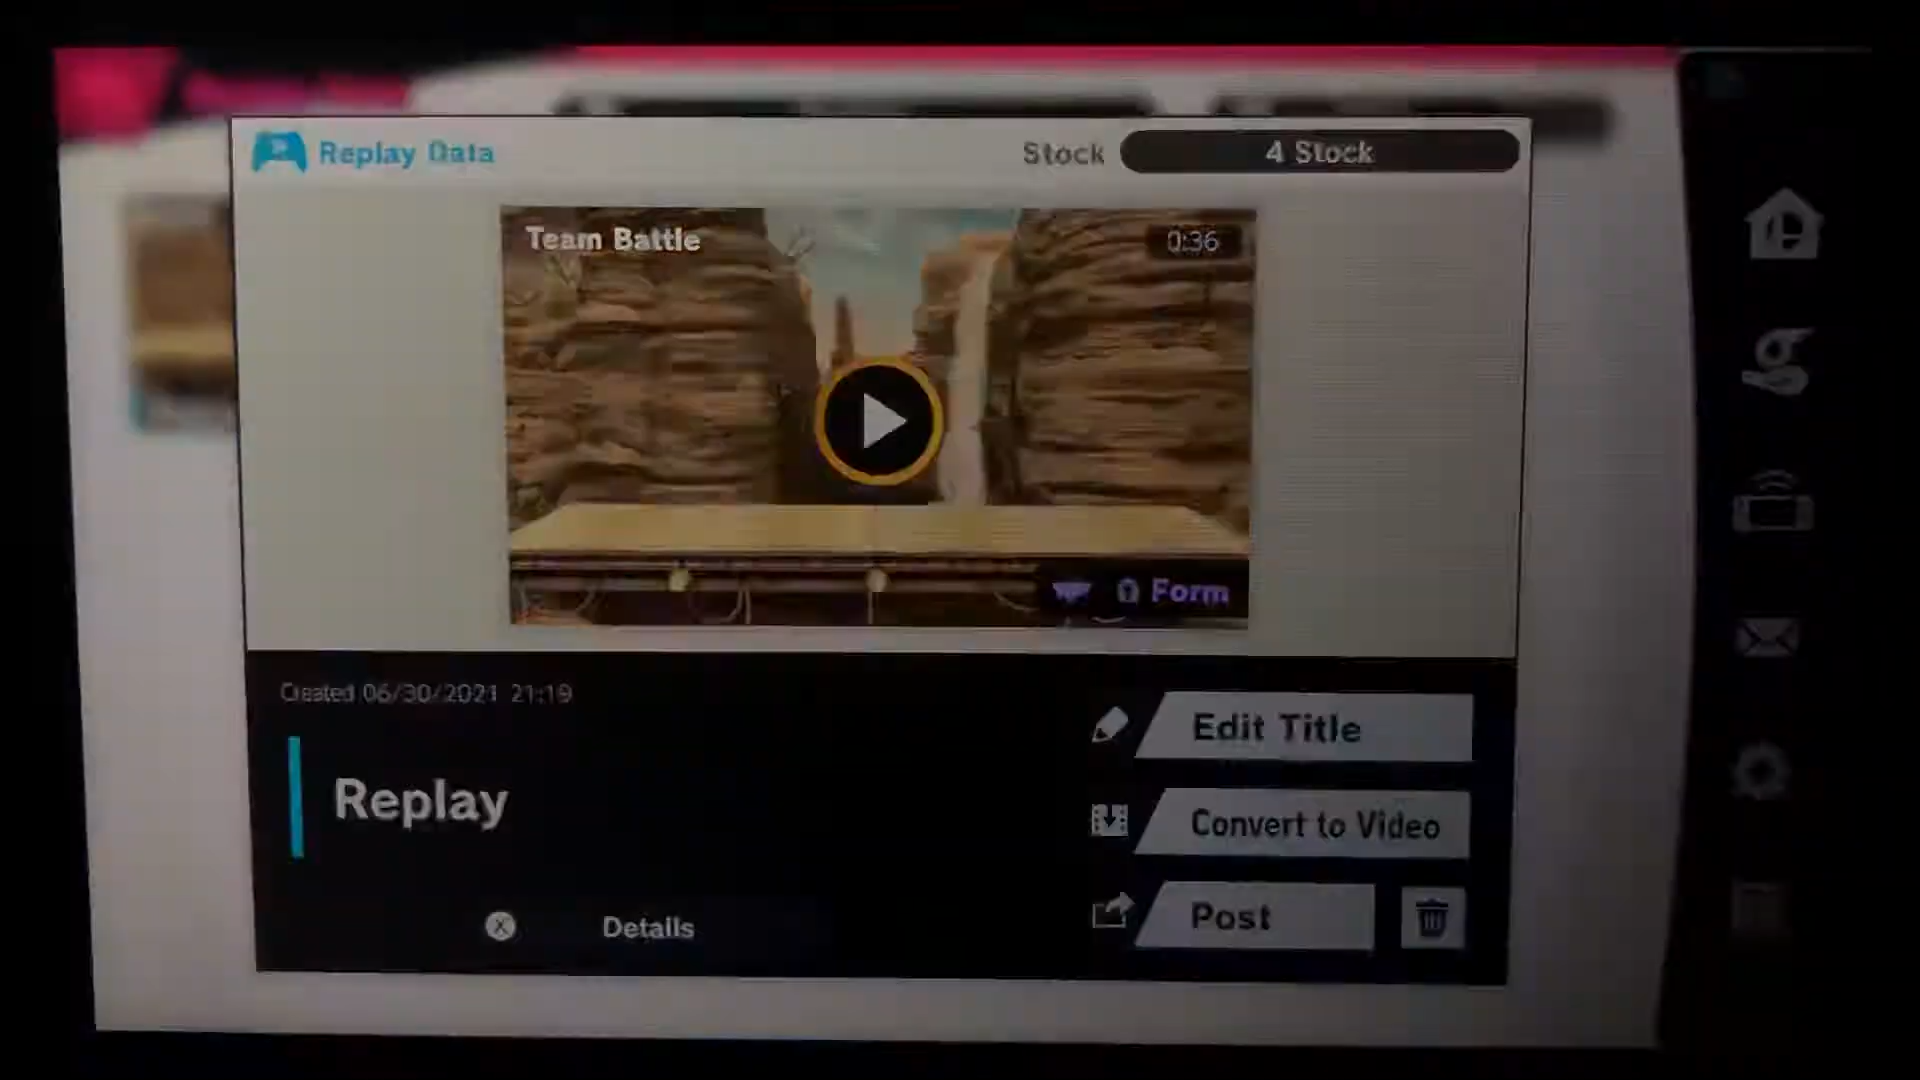 Replay Data
Stock
4 Stock
Team Battle
0:36
Form
Created 06/30/2021 21:19
Replay
Edit Title
Convert to Video
Post
X
Details